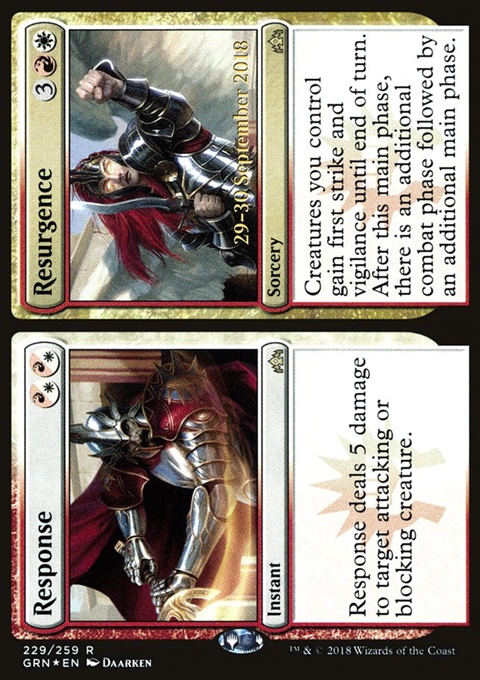 Response
Instant
Response deals 5 damage
to target attacking or
blocking creature.
Resurgence
3
29-30 September 2018
Sorcery
Creatures you control
gain first strike and
vigilance until end of turn.
After this main phase,
there is an additional
combat phase followed by
an additional main phase.
229/259 R
GRN★EN DAARKEN
™ & © 2018 Wizards of the Coast